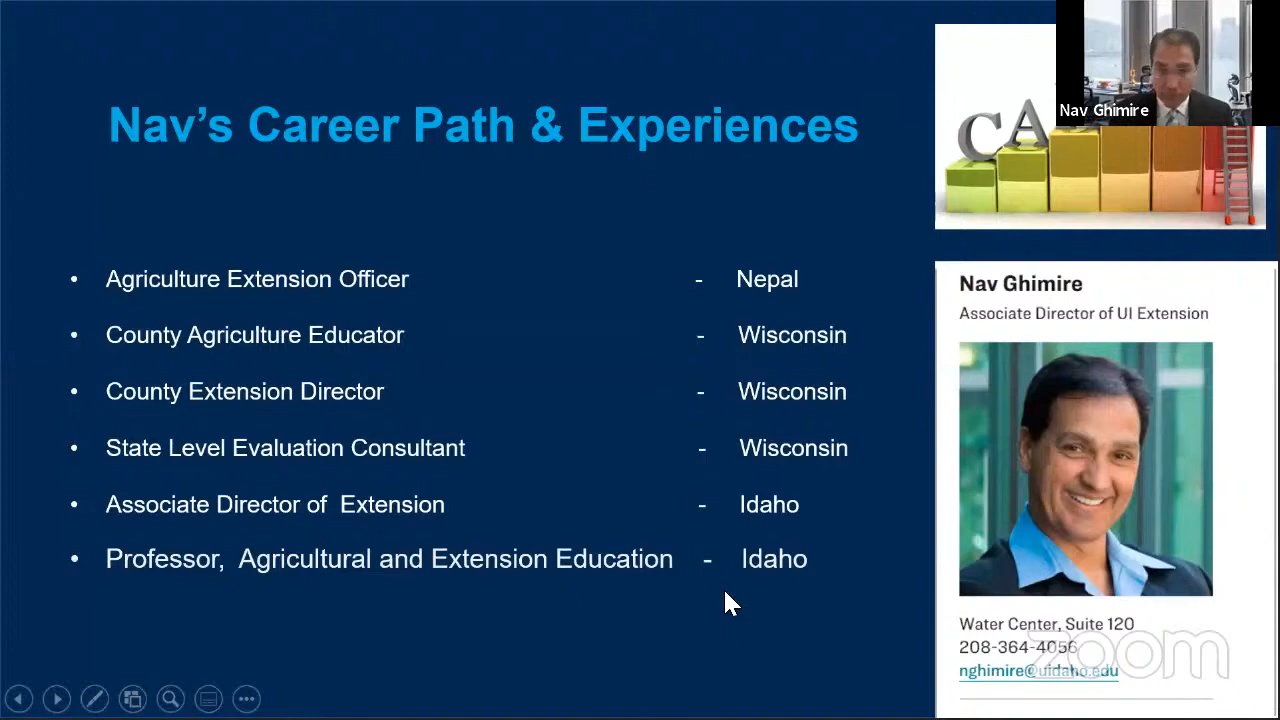 Nav's Career Path & Experiences
• Agriculture Extension Officer - Nepal
• County Agriculture Educator - Wisconsin
• County Extension Director - Wisconsin
• State Level Evaluation Consultant - Wisconsin
• Associate Director of Extension - Idaho
• Professor, Agricultural and Extension Education - Idaho
CA
Nav Ghimire
Nav Ghimire
Associate Director of UI Extension
Water Center, Suite 120
208-364-4056
nghimire@uidaho.edu
zoom